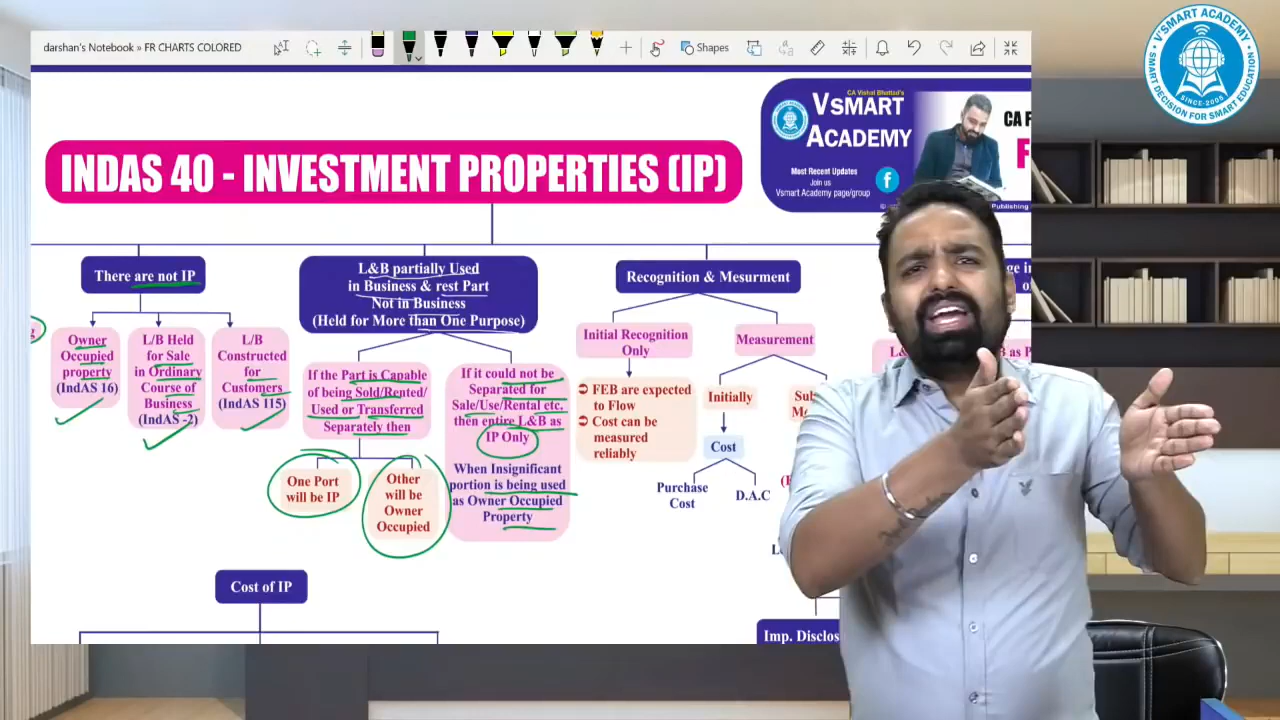 darshan's Notebook » FR CHARTS COLORED
Shapes
V'SMART ACADEMY
SMART DECISION FOR SMART EDUCATION
SINCE-2005
CA Vishal Bhattad's
VSMART
ACADEMY
Most Recent Updates
Join us
Vsmart Academy page/group
f
CA F
Publishing
INDAS 40 - INVESTMENT PROPERTIES (IP)
There are not IP
Owner
Occupied
property
(IndAS 16)
L/B Held
for Sale
in Ordinary
Course of
Business
(IndAS -2)
L/B
Constructed
for
Customers
(IndAS 115)
L&B partially Used
in Business & rest Part
Not in Business
(Held for More than One Purpose)
If the Part is Capable
of being Sold/Rented/
Used or Transferred
Separately then
One Port
will be IP
Other
will be
Owner
Occupied
If it could not be
Separated for
Sale/Use/Rental etc.
then entire L&B as
IP Only
When Insignificant
portion is being used
as Owner Occupied
Property
Recognition & Mesurment
Initial Recognition
Only
FEB are expected
to Flow
Cost can be
measured
reliably
Measurement
Initially
Cost
Purchase
Cost
D.A.C
Cost of IP
Imp. Disclos